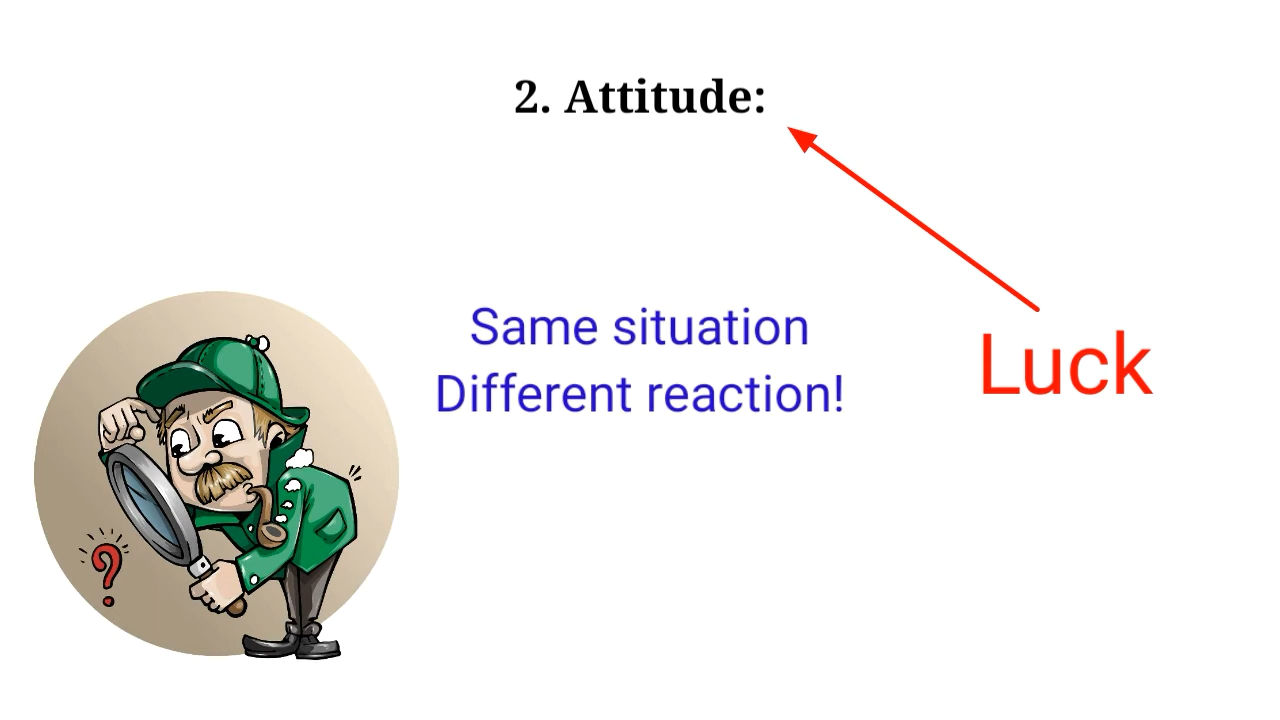 2. Attitude:
Same situation
Different reaction!
Luck
?